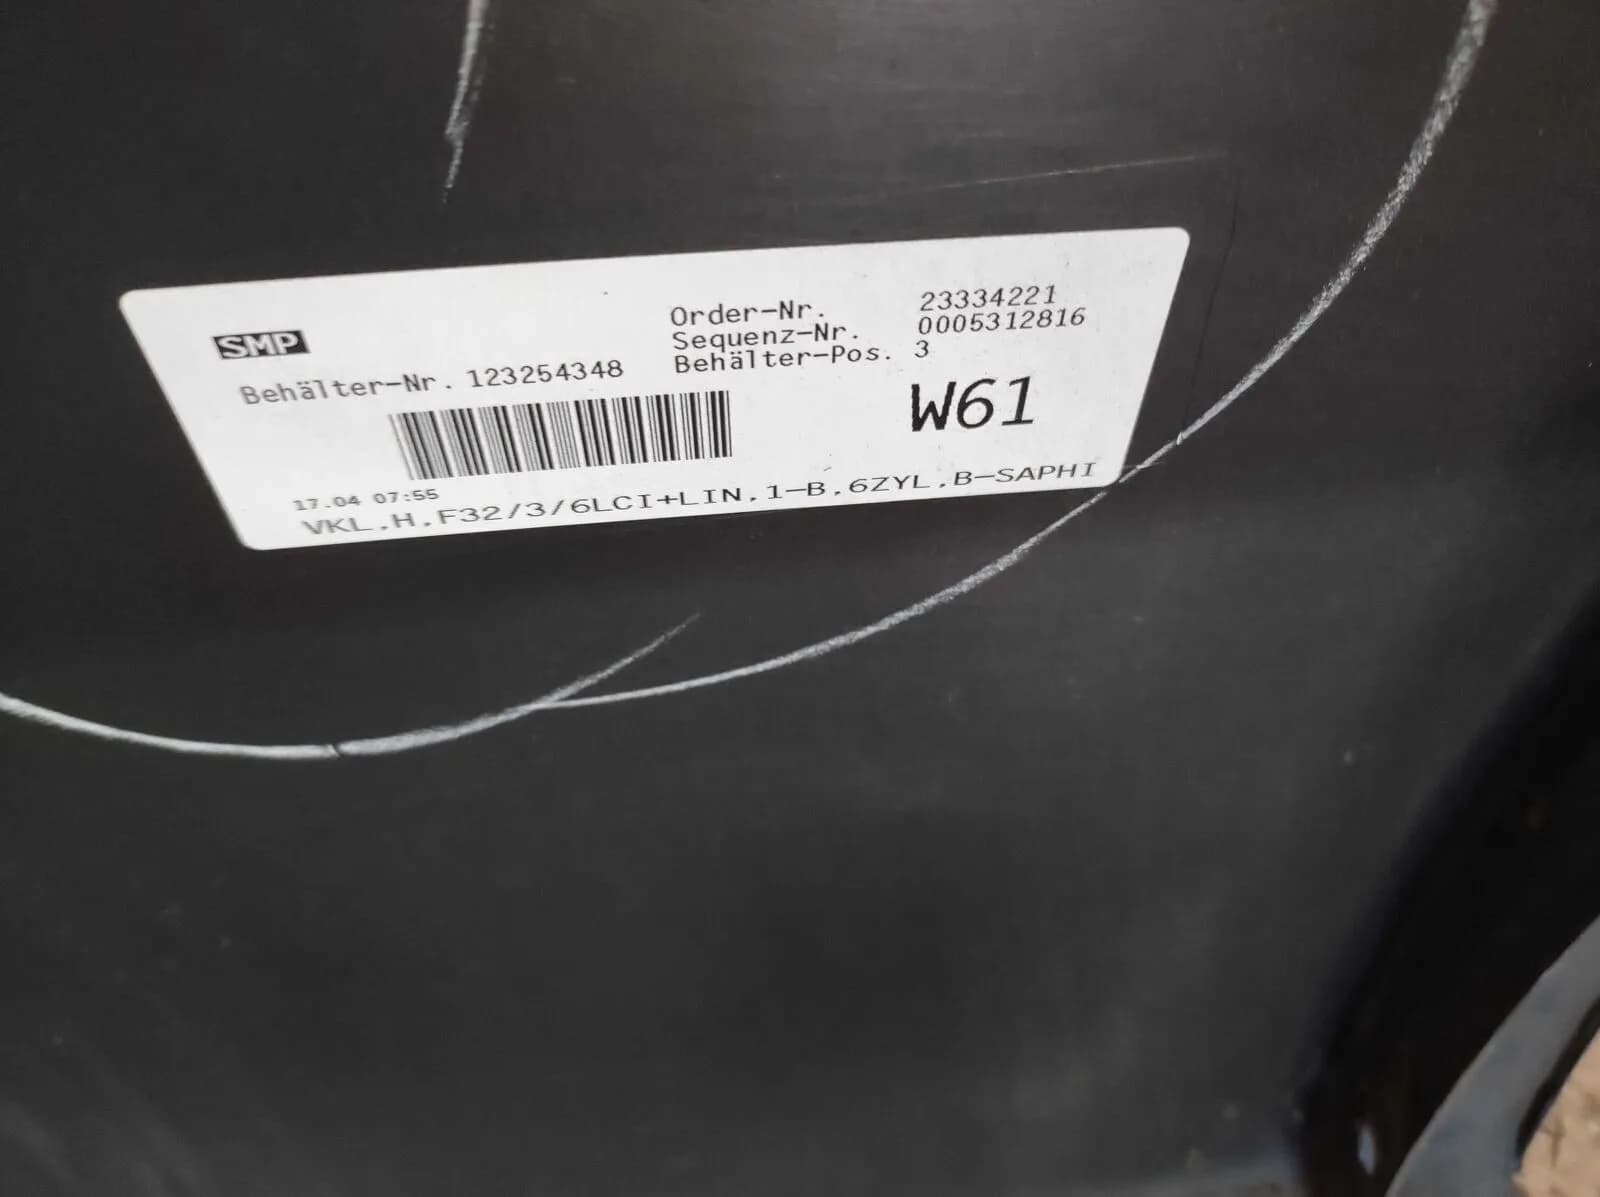 SMP
Order-Nr. 23334221
Sequenz-Nr. 0005312816
Behälter-Nr. 123254348 Behälter-Pos. 3
W61
17.04 07:55
VKL.H.F32/3/6LCI+LIN.1-B.6ZYL.B-SAPHI